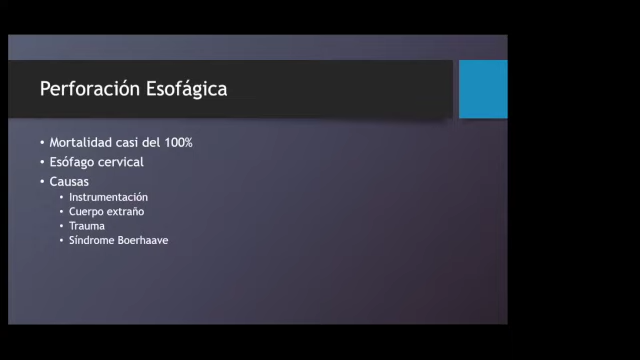 Perforación Esofágica
• Mortalidad casi del 100%
• Esófago cervical
• Causas
• Instrumentación
• Cuerpo extraño
• Trauma
• Síndrome Boerhaave